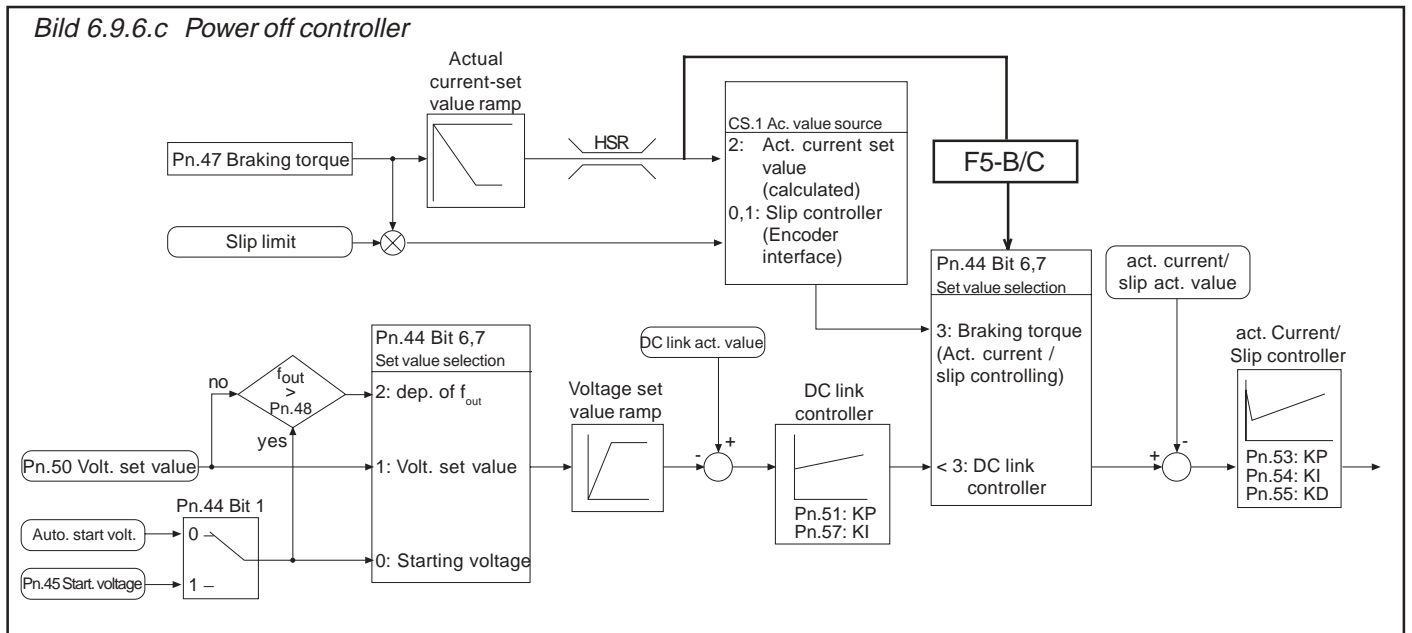 Bild 6.9.6.c Power off controller
Actual
current-set
value ramp
HSR
Pn.47 Braking torque
Slip limit
CS.1 Ac. value source
2: Act. current set
value
(calculated)
0,1: Slip controller
(Encoder
interface)
F5-B/C
Pn.44 Bit 6,7
Set value selection
3: Braking torque
(Act. current /
slip controlling)
< 3: DC link
controller
act. current/
slip act. value
-
+
act. Current/
Slip controller
Pn.53: KP
Pn.54: KI
Pn.55: KD
no
fout
>
Pn.48
yes
Pn.50 Volt. set value
Pn.44 Bit 1
Auto. start volt.
0 –
Pn.45 Start. voltage
1 –
Pn.44 Bit 6,7
Set value selection
2: dep. of fout
1: Volt. set value
0: Starting voltage
Voltage set
value ramp
DC link act. value
+
-
DC link
controller
Pn.51: KP
Pn.57: KI